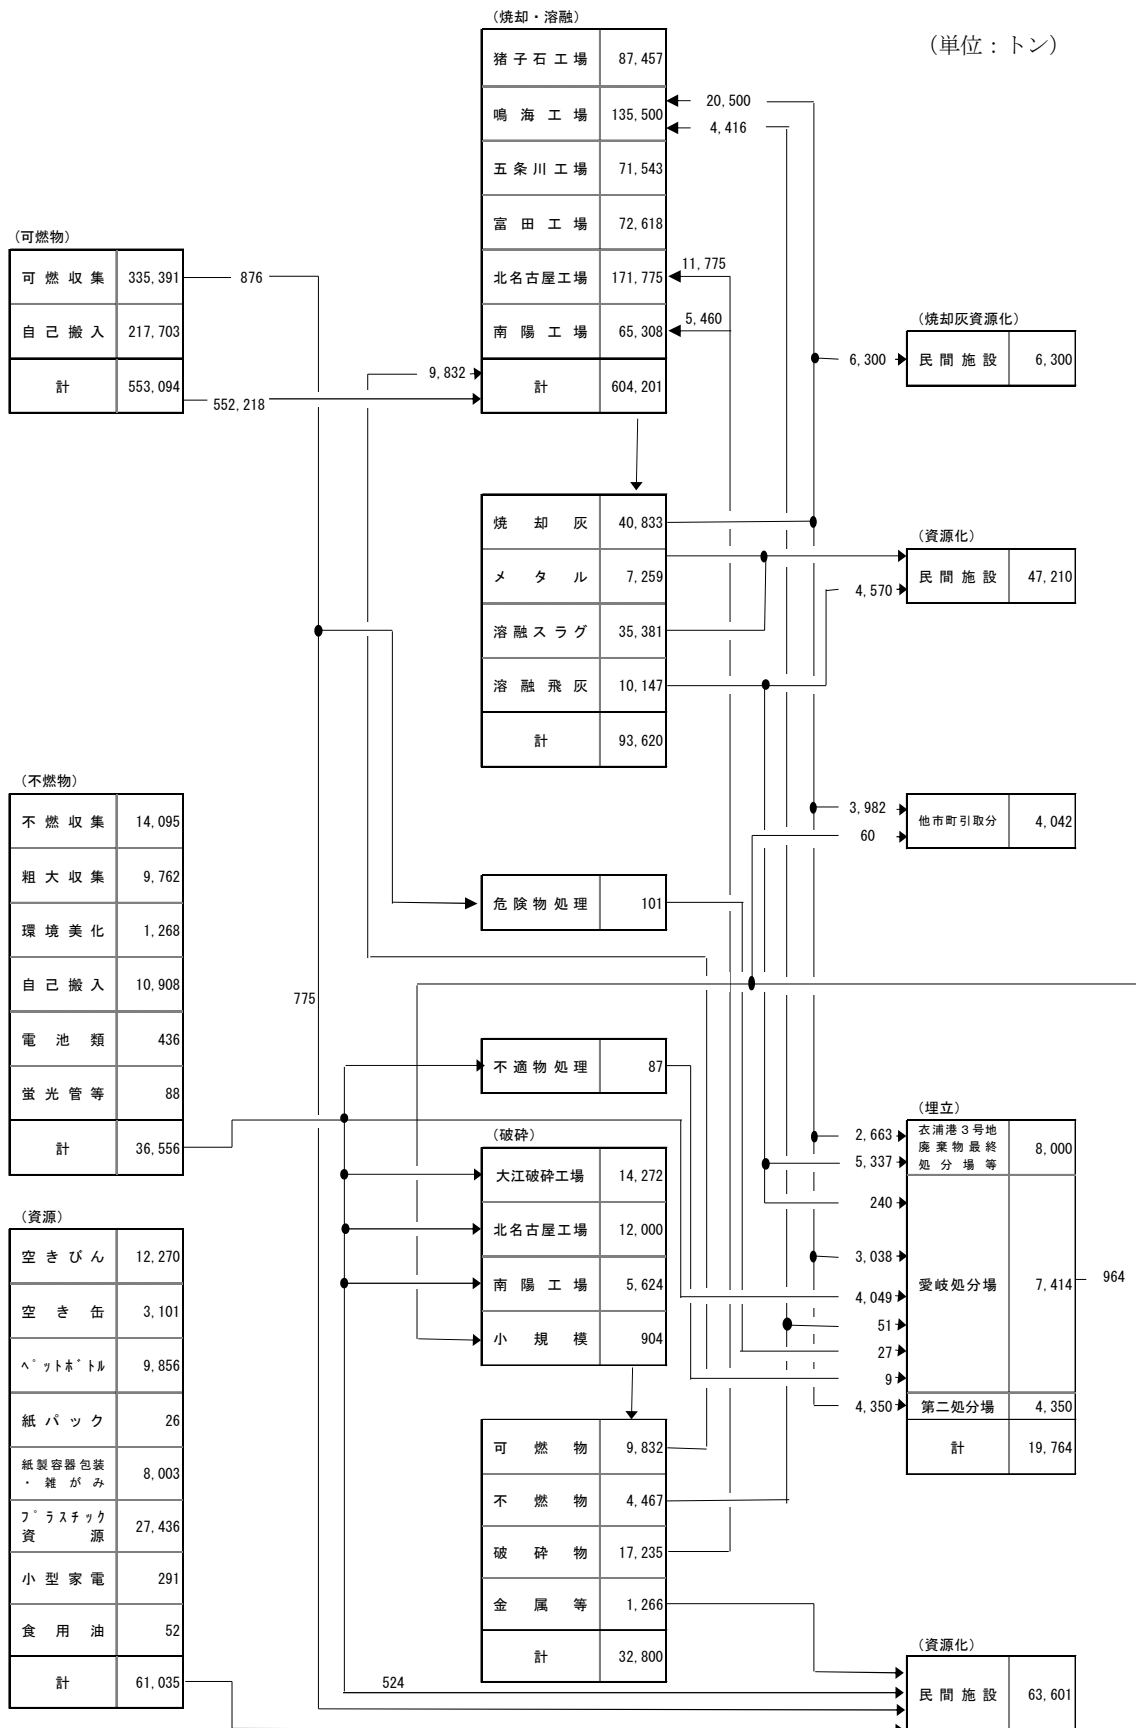 (単位：トン)
(焼却・溶融)
猪子石工場 87,457
鳴海工場 135,500
五条川工場 71,543
富田工場 72,618
北名古屋工場 171,775
南陽工場 65,308
計 604,201
20,500
4,416
11,775
5,460
9,832
552,218
(可燃物)
可燃収集 335,391
自己搬入 217,703
計 553,094
876
(焼却灰資源化)
6,300
民間施設 6,300
焼却灰 40,833
メタル 7,259
溶融スラグ 35,381
溶融飛灰 10,147
計 93,620
(資源化)
民間施設 47,210
4,570
(不燃物)
不燃収集 14,095
粗大収集 9,762
環境美化 1,268
自己搬入 10,908
電池類 436
蛍光管等 88
計 36,556
3,982
60
他市町引取分 4,042
危険物処理 101
775
不適物処理 87
(破砕)
大江破砕工場 14,272
北名古屋工場 12,000
南陽工場 5,624
小規模 904
(埋立)
2,663
5,337
衣浦港３号地
廃棄物最終
処分場等
8,000
240
3,038
4,049
51
27
9
愛岐処分場 7,414
964
4,350
第二処分場 4,350
計 19,764
(資源)
空きびん 12,270
空き缶 3,101
ﾍﾟｯﾄﾎﾞﾄﾙ 9,856
紙パック 26
紙製容器包装
・雑がみ
8,003
ﾌﾟﾗｽﾁｯｸ
資源
27,436
小型家電 291
食用油 52
計 61,035
可燃物 9,832
不燃物 4,467
破砕物 17,235
金属等 1,266
計 32,800
524
(資源化)
民間施設 63,601